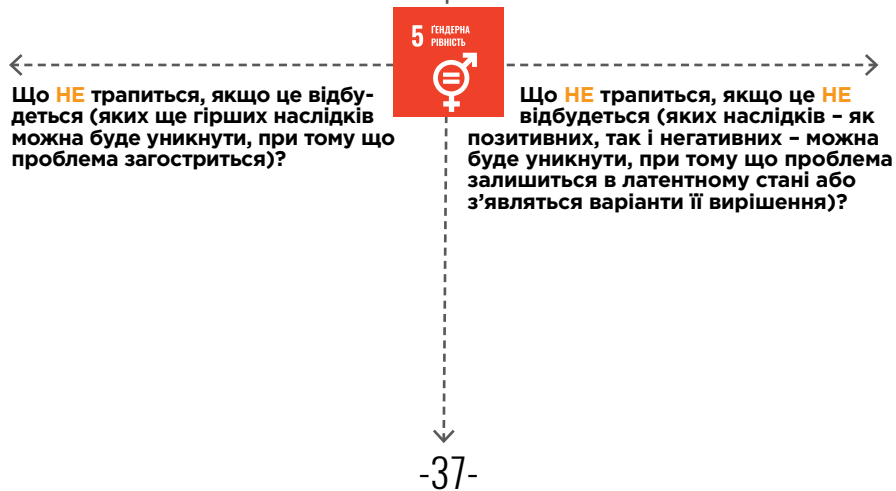 5 ҐЕНДЕРНА
РІВНІСТЬ
Що НЕ трапиться, якщо це відбу-
деться (яких ще гірших наслідків
можна буде уникнути, при тому що
проблема загостриться)?
Що НЕ трапиться, якщо це НЕ
відбудеться (яких наслідків – як
позитивних, так і негативних – можна
буде уникнути, при тому що проблема
залишиться в латентному стані або
з’являться варіанти її вирішення)?
-37-